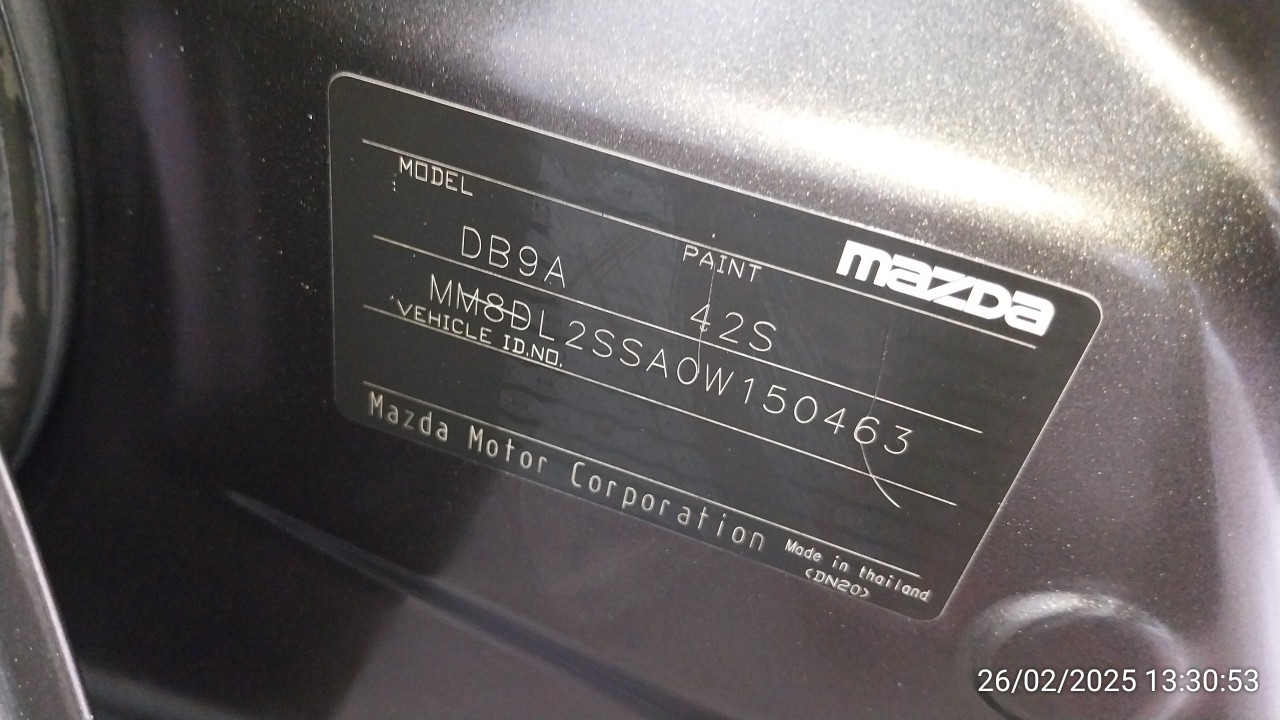 mazda
MODEL
DB9A
PAINT
42S
MM8DL2SSA0W150463
VEHICLE ID.NO.
Mazda Motor Corporation
Made in thailand
(DN20)
26/02/2025 13:30:53